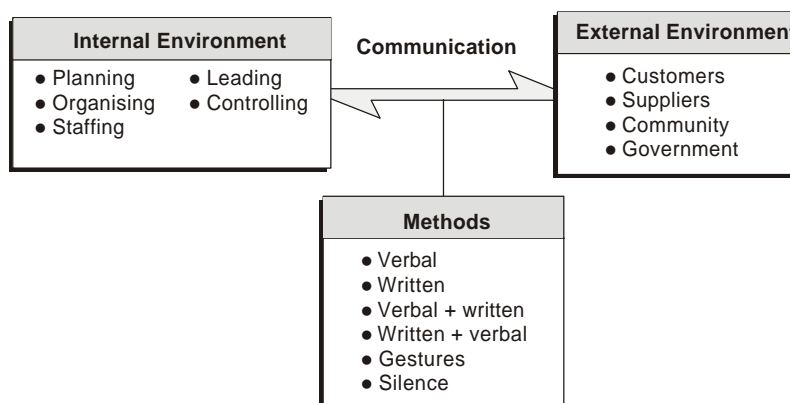 Internal Environment
● Planning
● Organising
● Staffing
● Leading
● Controlling
Communication
External Environment
● Customers
● Suppliers
● Community
● Government
Methods
● Verbal
● Written
● Verbal + written
● Written + verbal
● Gestures
● Silence